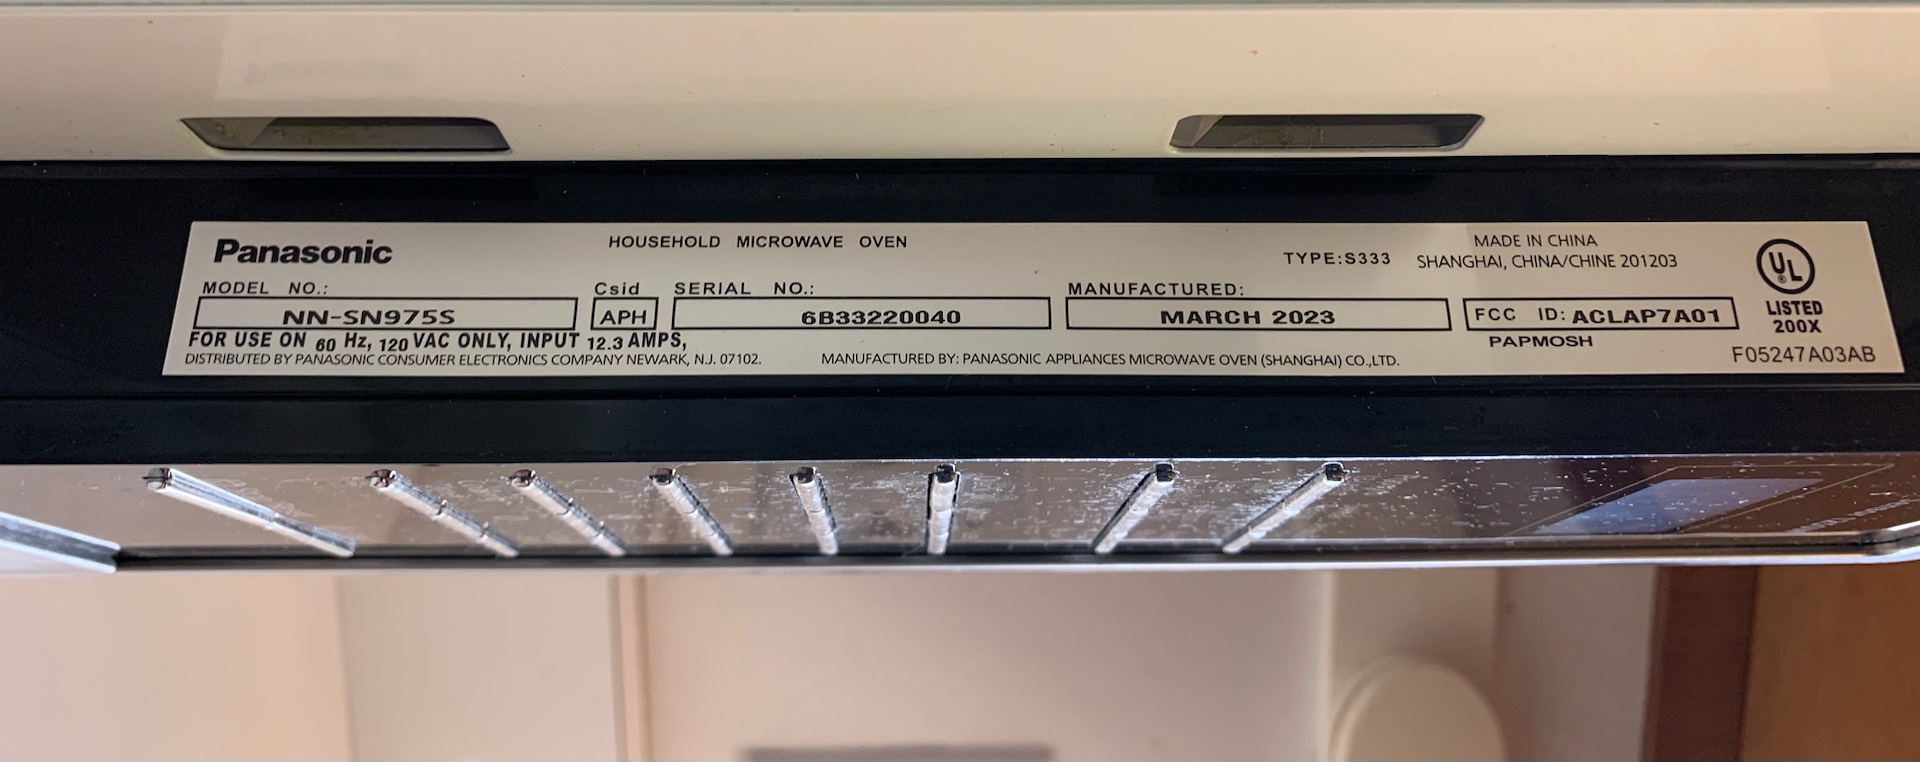 Panasonic
HOUSEHOLD MICROWAVE OVEN
TYPE:S333
MADE IN CHINA
SHANGHAI, CHINA/CHINE 201203
MODEL NO.:
NN-SN975S
Csid
APH
SERIAL NO.:
6B33220040
MANUFACTURED:
MARCH 2023
FCC ID: ACLAP7A01
PAPMOSH
UL
®
LISTED
200X
F05247A03AB
FOR USE ON 60 Hz, 120 VAC ONLY, INPUT 12.3 AMPS,
DISTRIBUTED BY PANASONIC CONSUMER ELECTRONICS COMPANY NEWARK, N.J. 07102.
MANUFACTURED BY: PANASONIC APPLIANCES MICROWAVE OVEN (SHANGHAI) CO.,LTD.